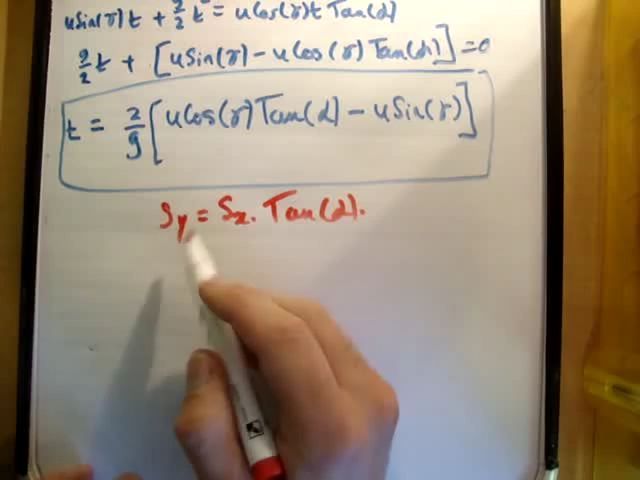 uSin(γ)t + g/2 t² = uCos(γ)t Tan(α)
g/2 t + [uSin(γ) - uCos(γ)Tan(α)] = 0
t = 2/g [uCos(γ)Tan(α) - uSin(γ)]
Sy = Sx. Tan(α).